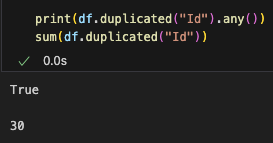 print(df.duplicated("Id").any())
sum(df.duplicated("Id"))
0.0s
True
30